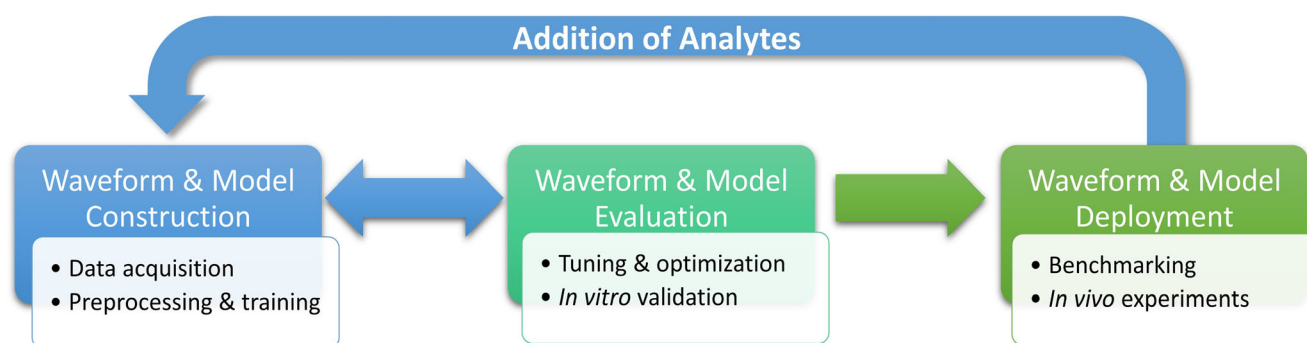 Addition of Analytes
Waveform & Model
Construction
• Data acquisition
• Preprocessing & training
Waveform & Model
Evaluation
• Tuning & optimization
• In vitro validation
Waveform & Model
Deployment
• Benchmarking
• In vivo experiments